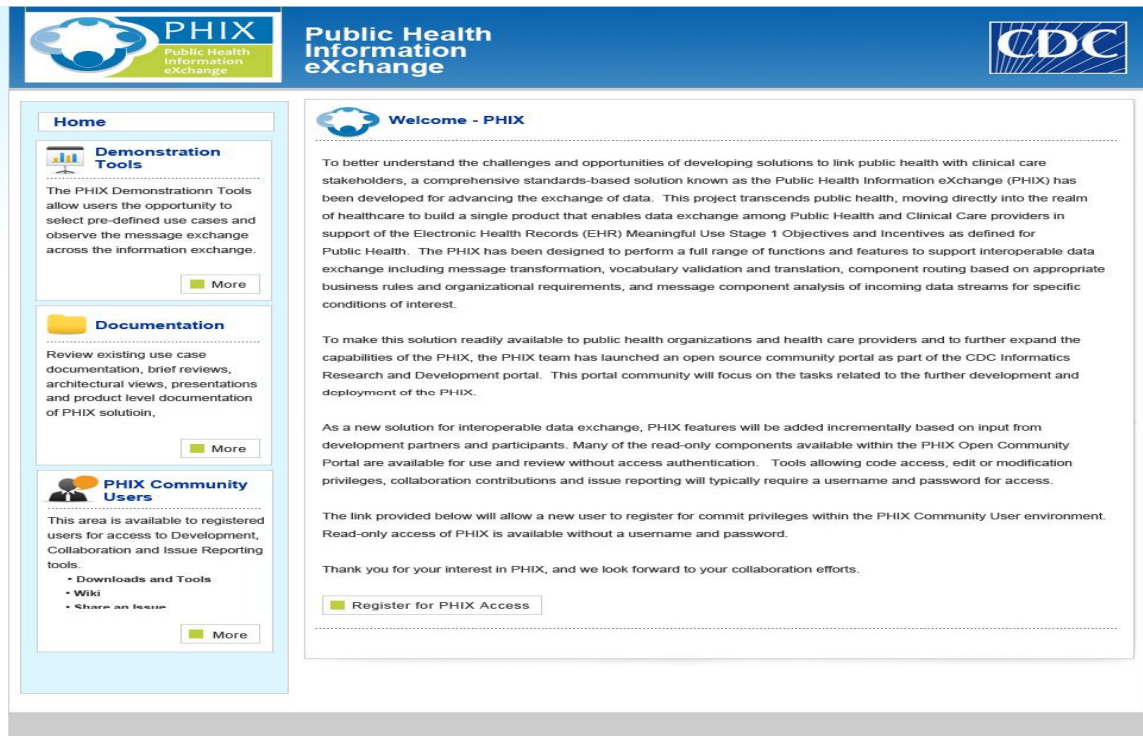 PHIX
Public Health
Information
eXchange
Public Health
Information
eXchange
CDC
Home
Demonstration
Tools
The PHIX Demonstrationn Tools
allow users the opportunity to
select pre-defined use cases and
observe the message exchange
across the information exchange.
More
Documentation
Review existing use case
documentation, brief reviews,
architectural views, presentations
and product level documentation
of PHIX solutioin,
More
PHIX Community
Users
This area is available to registered
users for access to Development,
Collaboration and Issue Reporting
tools.
• Downloads and Tools
• Wiki
• Share an Issue
More
Welcome - PHIX
To better understand the challenges and opportunities of developing solutions to link public health with clinical care
stakeholders, a comprehensive standards-based solution known as the Public Health Information eXchange (PHIX) has
been developed for advancing the exchange of data. This project transcends public health, moving directly into the realm
of healthcare to build a single product that enables data exchange among Public Health and Clinical Care providers in
support of the Electronic Health Records (EHR) Meaningful Use Stage 1 Objectives and Incentives as defined for
Public Health. The PHIX has been designed to perform a full range of functions and features to support interoperable data
exchange including message transformation, vocabulary validation and translation, component routing based on appropriate
business rules and organizational requirements, and message component analysis of incoming data streams for specific
conditions of interest.
To make this solution readily available to public health organizations and health care providers and to further expand the
capabilities of the PHIX, the PHIX team has launched an open source community portal as part of the CDC Informatics
Research and Development portal. This portal community will focus on the tasks related to the further development and
deployment of the PHIX.
As a new solution for interoperable data exchange, PHIX features will be added incrementally based on input from
development partners and participants. Many of the read-only components available within the PHIX Open Community
Portal are available for use and review without access authentication. Tools allowing code access, edit or modification
privileges, collaboration contributions and issue reporting will typically require a username and password for access.
The link provided below will allow a new user to register for commit privileges within the PHIX Community User environment.
Read-only access of PHIX is available without a username and password.
Thank you for your interest in PHIX, and we look forward to your collaboration efforts.
Register for PHIX Access